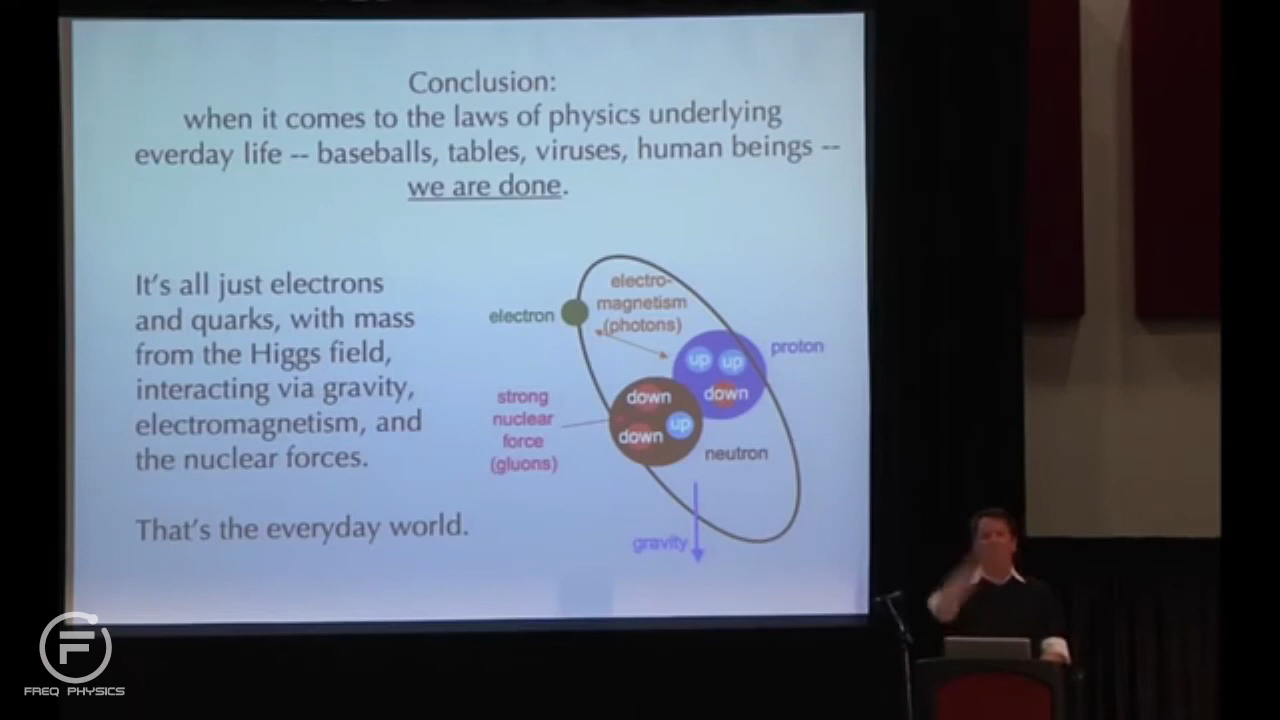 Conclusion:
when it comes to the laws of physics underlying
everday life -- baseballs, tables, viruses, human beings --
we are done.
It's all just electrons
and quarks, with mass
from the Higgs field,
interacting via gravity,
electromagnetism, and
the nuclear forces.
That's the everyday world.
electron
electro-
magnetism
(photons)
up up
down
proton
strong
nuclear
force
(gluons)
down
up
down
neutron
gravity
F
FREQ PHYSICS